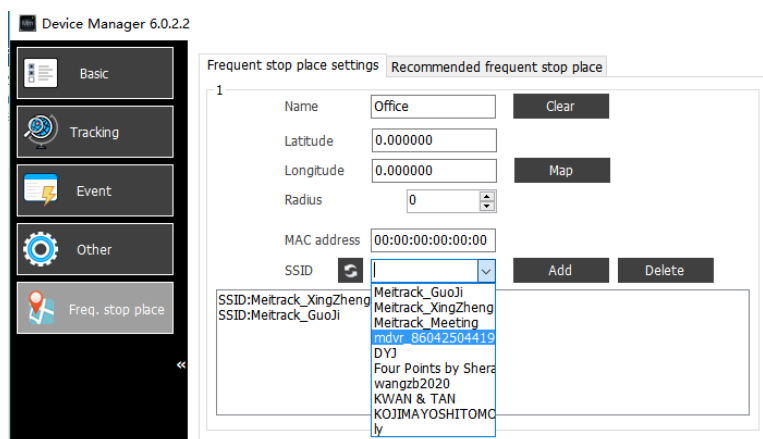 Device Manager 6.0.2.2
Basic
Tracking
Event
Other
Freq. stop place
«
Frequent stop place settings
Recommended frequent stop place
1
Name
Office
Clear
Latitude
0.000000
Longitude
0.000000
Map
Radius
0
MAC address
00:00:00:00:00:00
SSID
Add
Delete
SSID:Meitrack_XingZheng
SSID:Meitrack_GuoJi
Meitrack_GuoJi
Meitrack_XingZheng
Meitrack_Meeting
mdvr_86042504419
DYJ
Four Points by Shera
wangzb2020
KWAN & TAN
KOJIMAYOSHITOMO
ly